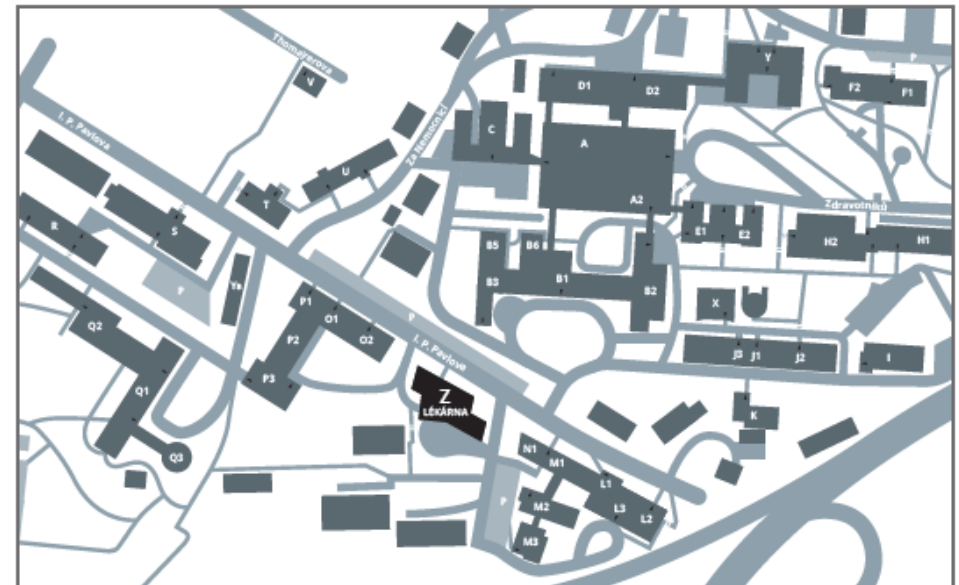 Thomayerova
V
Y
P
D1
D2
F2
F1
I. P. Pavlova
Za Nemocnicí
C
A
U
T
A2
Zdravotníků
R
S
E1
E2
H2
H1
B5
B6
B3
B1
B2
P
Ya
P1
O1
O2
P
X
Q2
P2
I. P. Pavlova
J3
J1
J2
I
Q1
P3
Z
LÉKÁRNA
K
Q3
N1
M1
L1
P
M2
L3
L2
M3